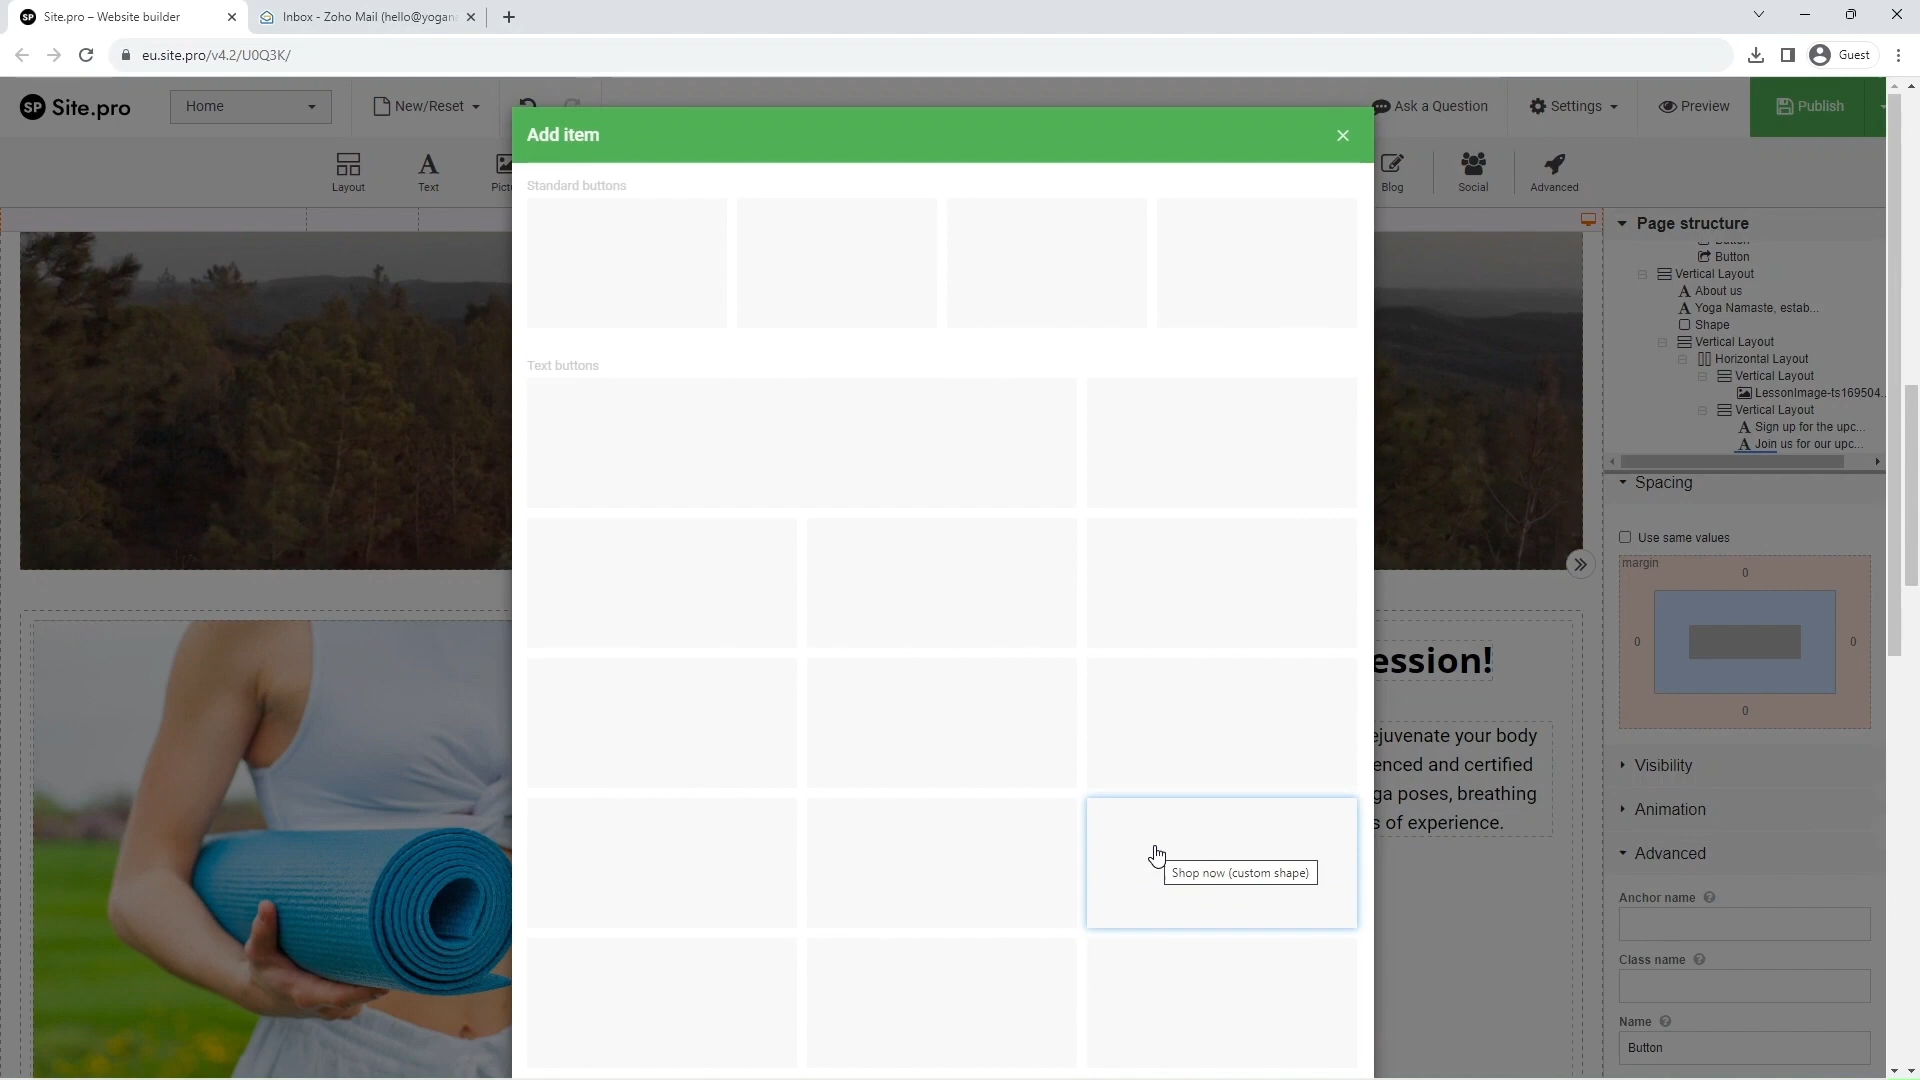 Site.pro – Website builder
Inbox - Zoho Mail (hello@yogan
eu.site.pro/v4.2/U0Q3K/
Guest
SP Site.pro
Home
New/Reset
Ask a Question
Settings
Preview
Publish
Layout
Text
Blog
Social
Advanced
Add item
Standard buttons
Text buttons
Shop now (custom shape)
ession!
ejuvenate your body
enced and certified
ga poses, breathing
s of experience.
Page structure
Button
Vertical Layout
About us
Yoga Namaste, estab...
Shape
Vertical Layout
Horizontal Layout
Vertical Layout
LessonImage-ts169504...
Vertical Layout
Sign up for the upc...
Join us for our upc...
Spacing
Use same values
margin
0
0
0
0
Visibility
Animation
Advanced
Anchor name
Class name
Name
Button